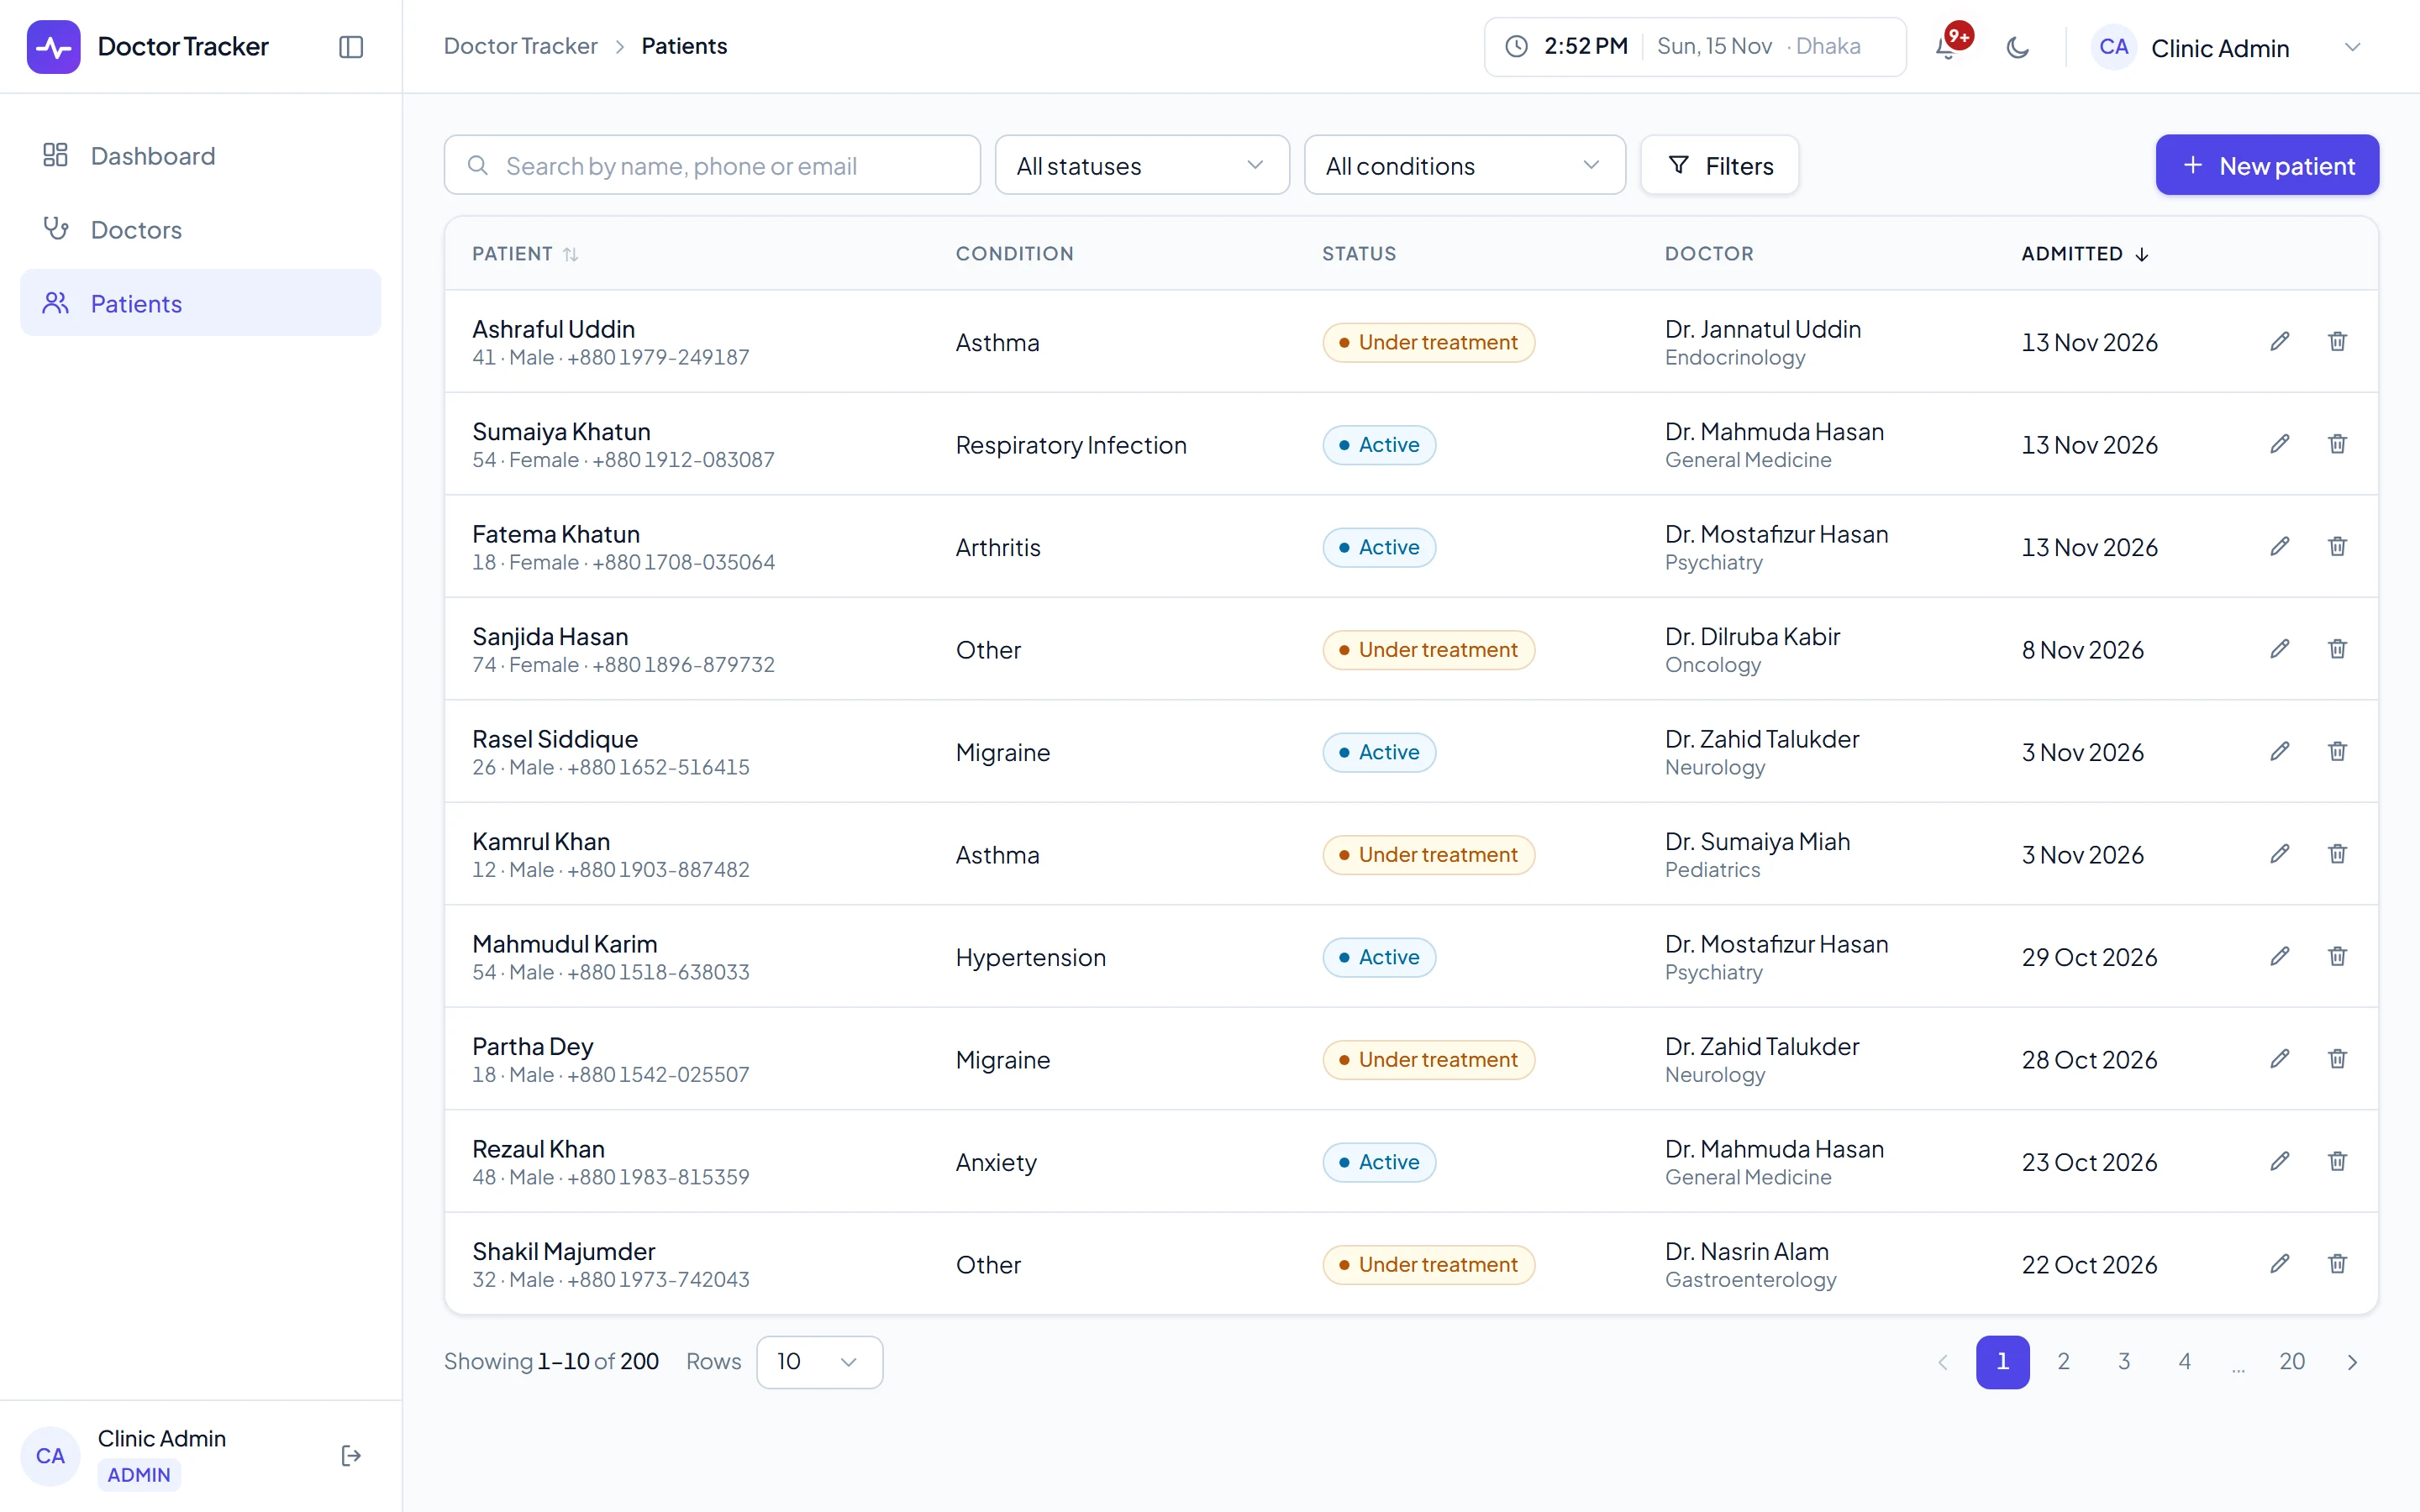 Doctor Tracker
Doctor Tracker > Patients
2:52 PM Sun, 15 Nov · Dhaka
9+
CA Clinic Admin
Dashboard
Doctors
Patients
Search by name, phone or email
All statuses
All conditions
Filters
+ New patient
PATIENT CONDITION STATUS DOCTOR ADMITTED
Ashraful Uddin
41 · Male · +880 1979-249187
Asthma
Under treatment
Dr. Jannatul Uddin
Endocrinology
13 Nov 2026
Sumaiya Khatun
54 · Female · +880 1912-083087
Respiratory Infection
Active
Dr. Mahmuda Hasan
General Medicine
13 Nov 2026
Fatema Khatun
18 · Female · +880 1708-035064
Arthritis
Active
Dr. Mostafizur Hasan
Psychiatry
13 Nov 2026
Sanjida Hasan
74 · Female · +880 1896-879732
Other
Under treatment
Dr. Dilruba Kabir
Oncology
8 Nov 2026
Rasel Siddique
26 · Male · +880 1652-516415
Migraine
Active
Dr. Zahid Talukder
Neurology
3 Nov 2026
Kamrul Khan
12 · Male · +880 1903-887482
Asthma
Under treatment
Dr. Sumaiya Miah
Pediatrics
3 Nov 2026
Mahmudul Karim
54 · Male · +880 1518-638033
Hypertension
Active
Dr. Mostafizur Hasan
Psychiatry
29 Oct 2026
Partha Dey
18 · Male · +880 1542-025507
Migraine
Under treatment
Dr. Zahid Talukder
Neurology
28 Oct 2026
Rezaul Khan
48 · Male · +880 1983-815359
Anxiety
Active
Dr. Mahmuda Hasan
General Medicine
23 Oct 2026
Shakil Majumder
32 · Male · +880 1973-742043
Other
Under treatment
Dr. Nasrin Alam
Gastroenterology
22 Oct 2026
Showing 1–10 of 200 Rows 10
1 2 3 4 ... 20
CA
Clinic Admin
ADMIN